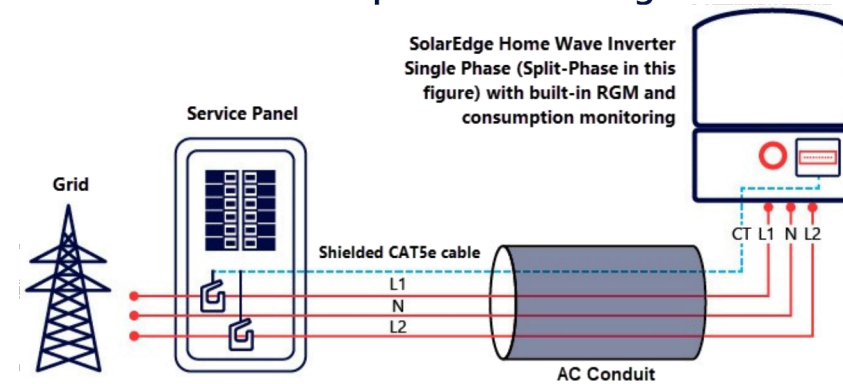 SolarEdge Home Wave Inverter
Single Phase (Split-Phase in this
figure) with built-in RGM and
consumption monitoring
Service Panel
Grid
CT L1 N L2
Shielded CAT5e cable
L1
N
L2
AC Conduit